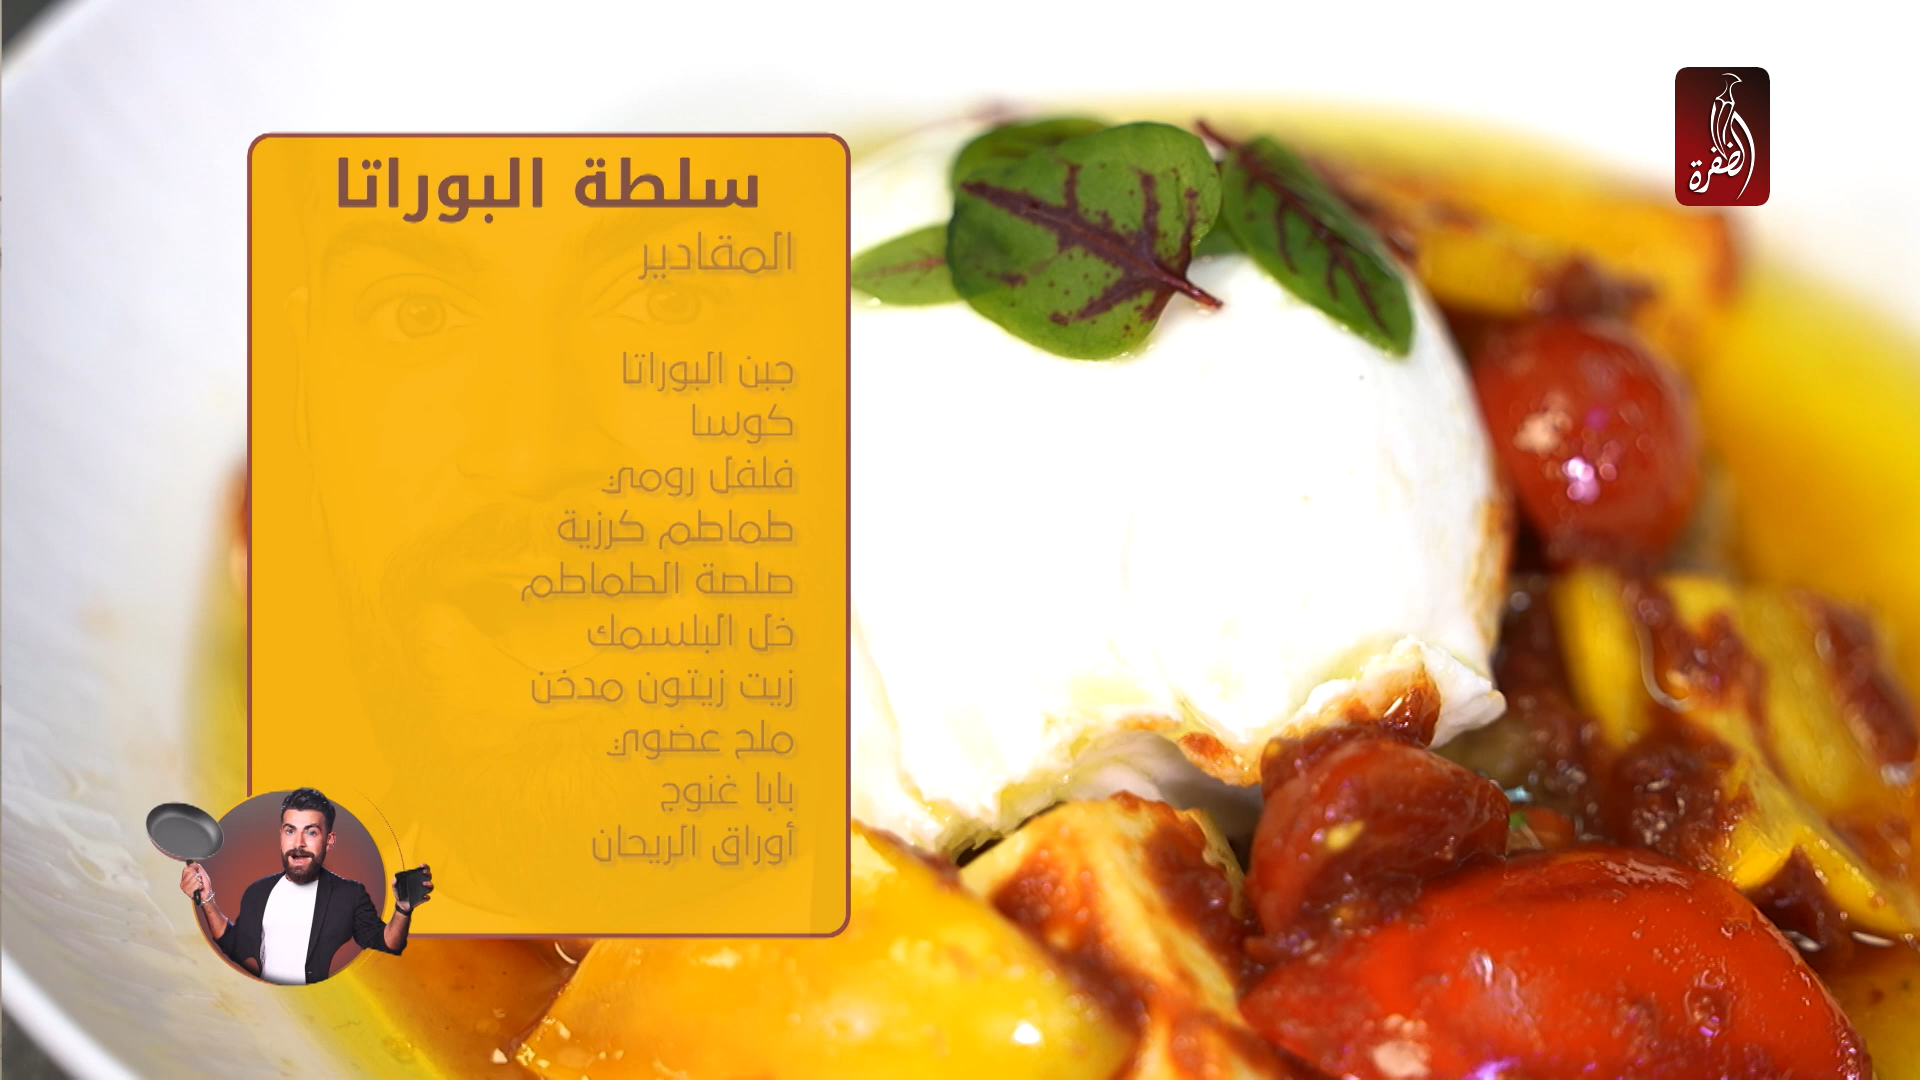 سلطة البوراتا
المقادير
جبن البوراتا
كوسا
فلفل رومي
طماطم كرزية
صلصة الطماطم
خل البلسمك
زيت زيتون مدخن
ملح عضوي
بابا غنوج
أوراق الريحان
الظفرة